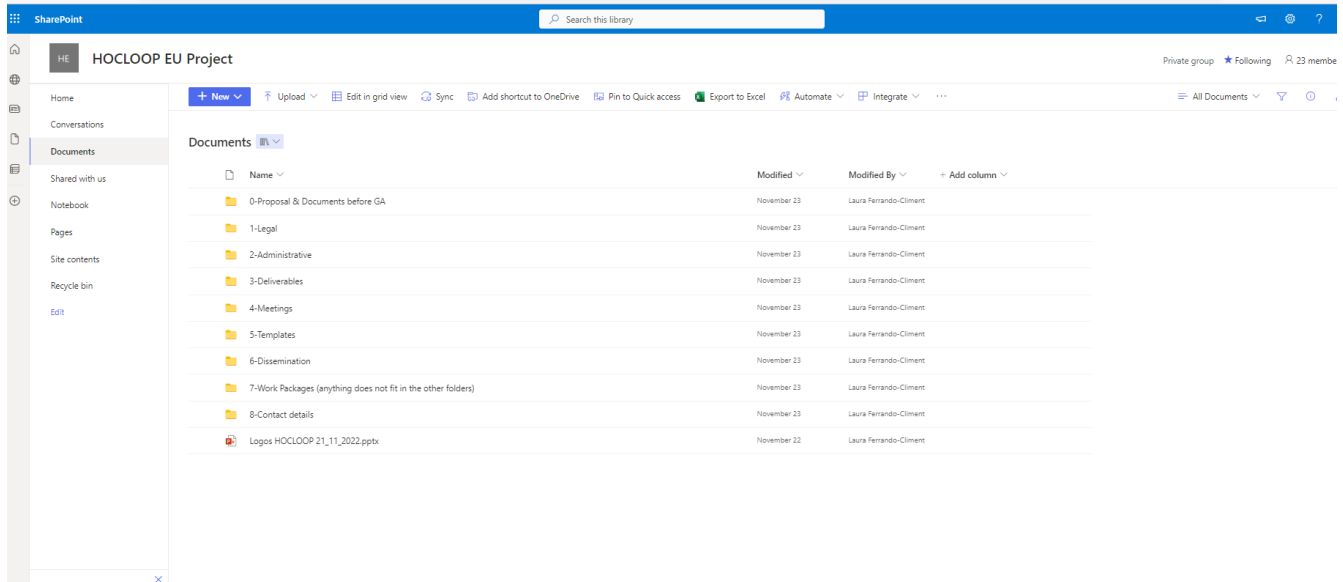 SharePoint
Search this library
?
HE
HOCLOOP EU Project
Private group
Following
23 membe
Home
Conversations
Documents
Shared with us
Notebook
Pages
Site contents
Recycle bin
Edit
+ New
Upload
Edit in grid view
Sync
Add shortcut to OneDrive
Pin to Quick access
Export to Excel
Automate
Integrate
...
All Documents
Documents
Name Modified Modified By + Add column
0-Proposal & Documents before GA November 23 Laura Ferrando-Climent
1-Legal November 23 Laura Ferrando-Climent
2-Administrative November 23 Laura Ferrando-Climent
3-Deliverables November 23 Laura Ferrando-Climent
4-Meetings November 23 Laura Ferrando-Climent
5-Templates November 23 Laura Ferrando-Climent
6-Dissemination November 23 Laura Ferrando-Climent
7-Work Packages (anything does not fit in the other folders) November 23 Laura Ferrando-Climent
8-Contact details November 23 Laura Ferrando-Climent
Logos HOCLOOP 21_11_2022.pptx November 22 Laura Ferrando-Climent